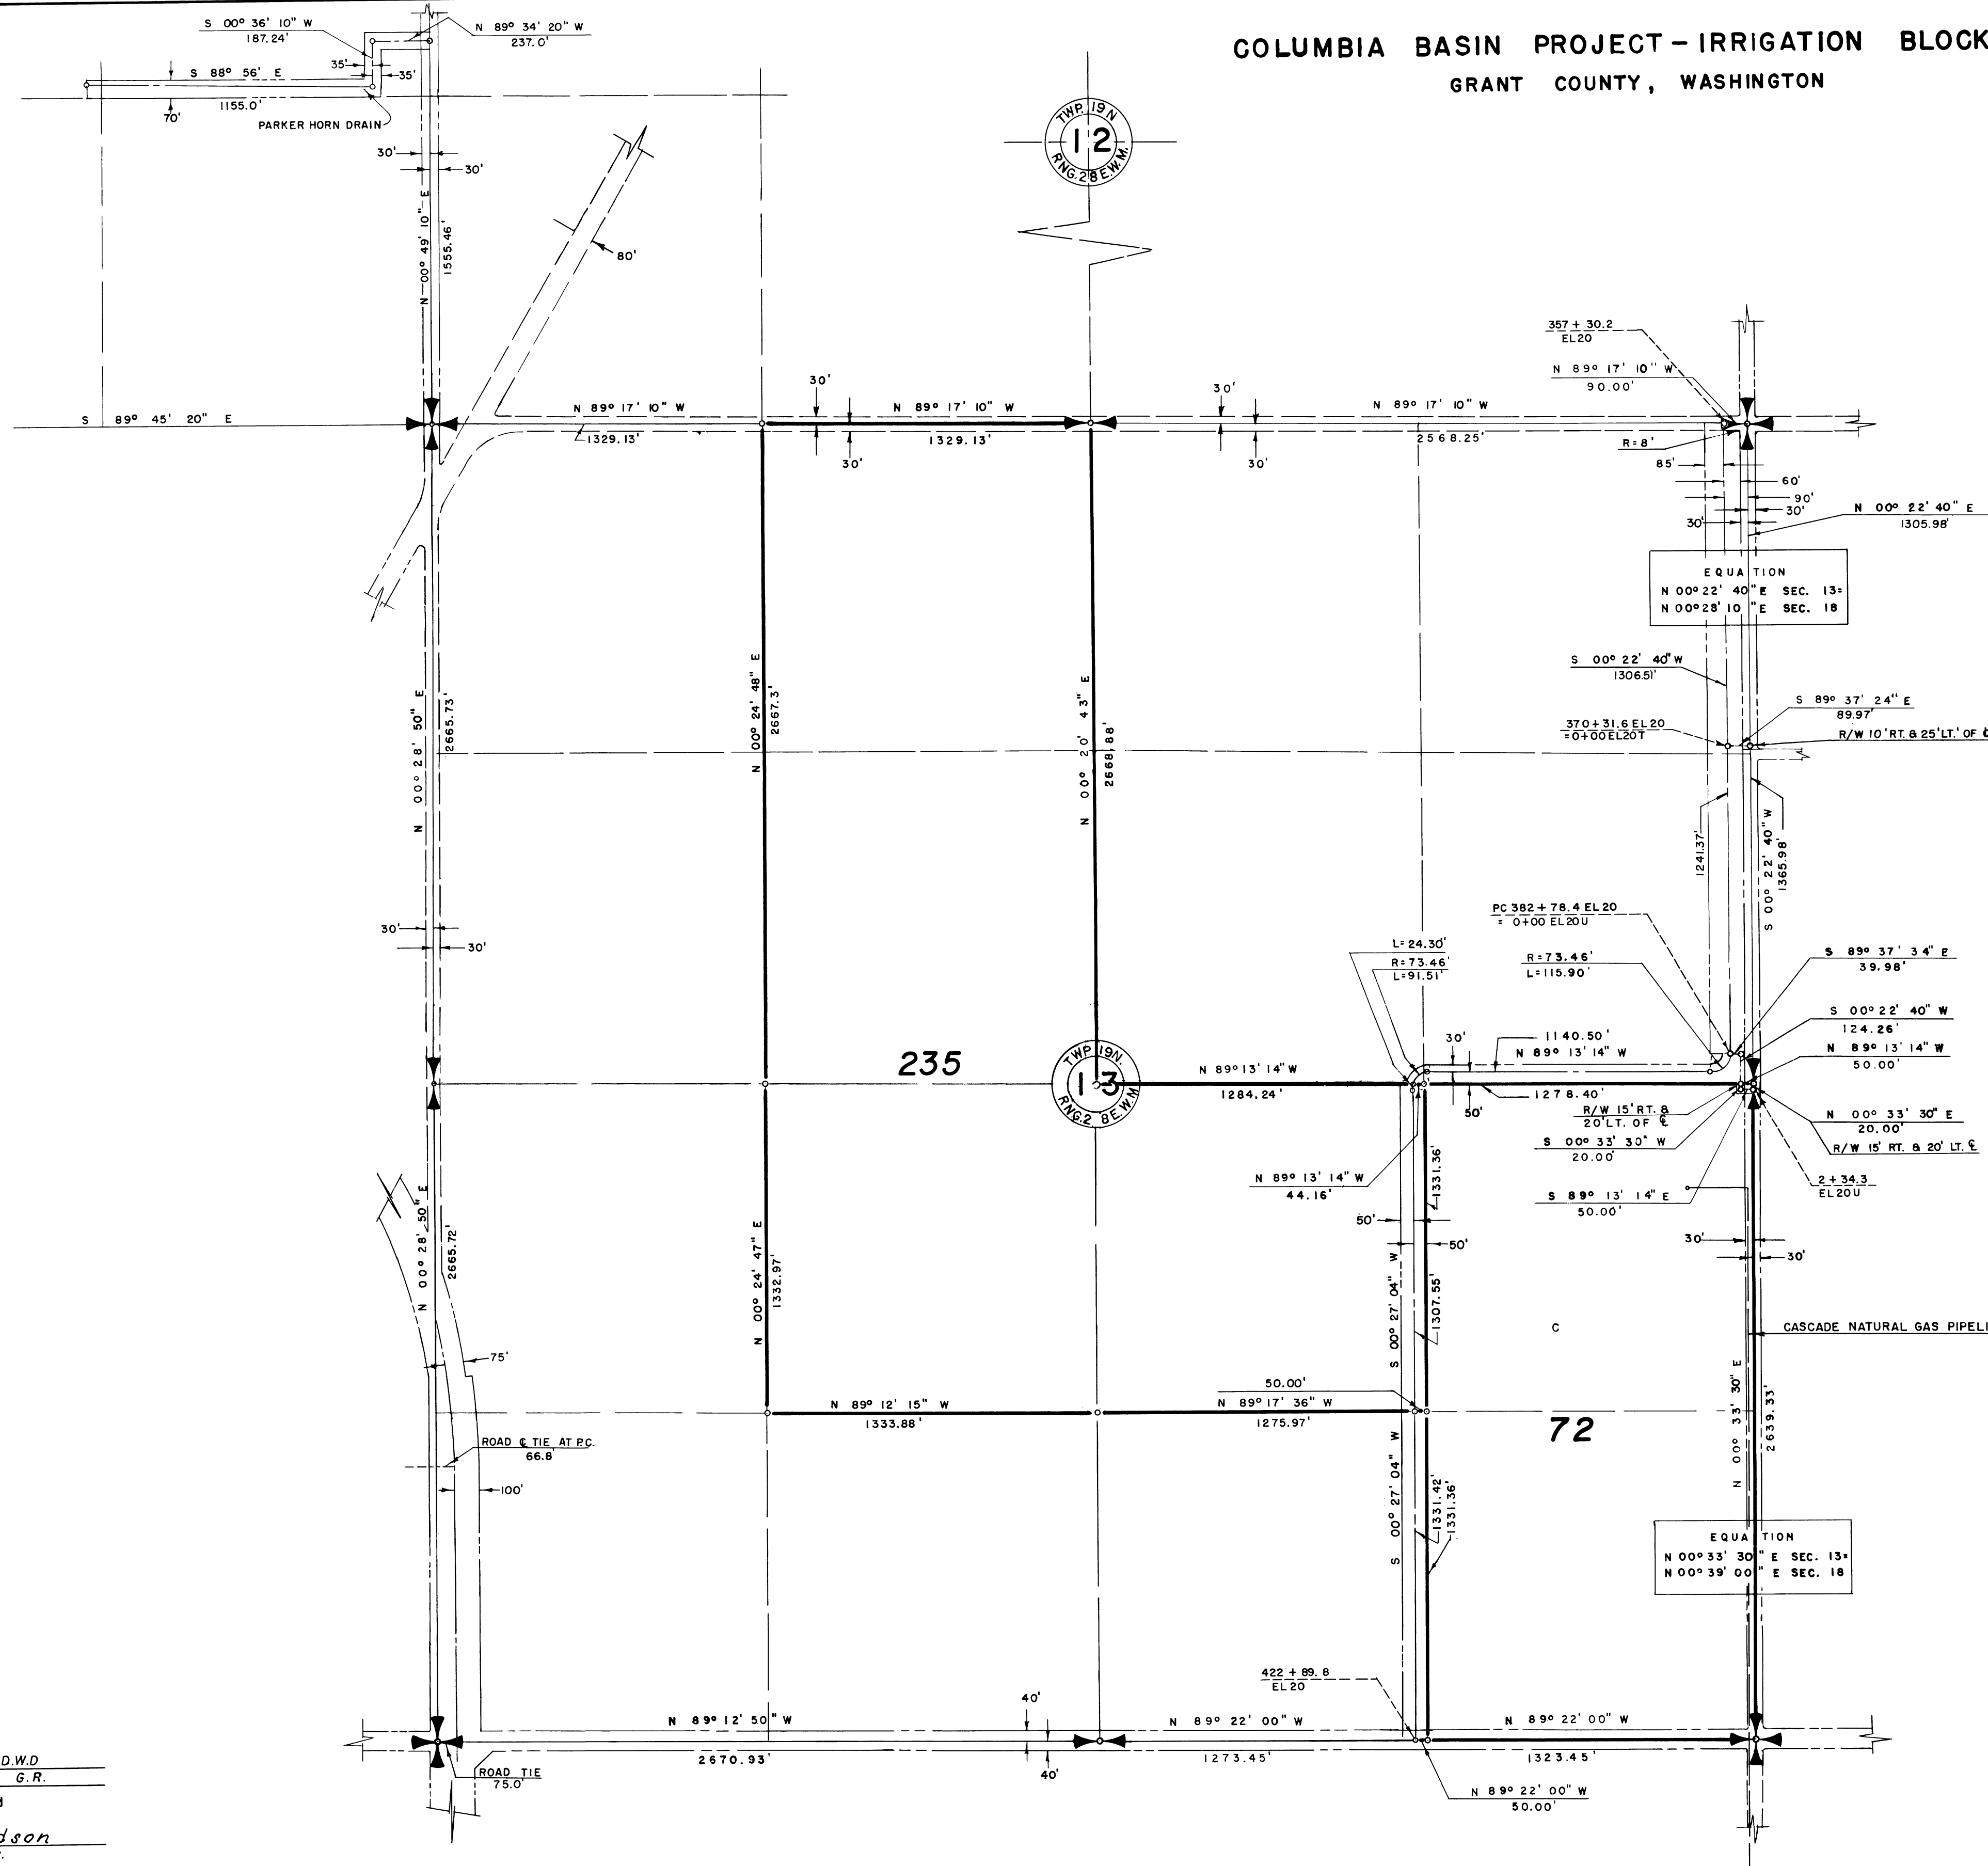 COLUMBIA BASIN PROJECT - IRRIGATION BLOCK
GRANT COUNTY, WASHINGTON
S 00° 36' 10" W
187.24'
N 89° 34' 20" W
237.0'
35'
35'
S 88° 56' E
1155.0'
70'
PARKER HORN DRAIN
30'
30'
N 00° 49' 10" E
1555.46'
80'
TWP. 19 N
12
RNG. 28 E.W.M.
357 + 30.2
EL20
N 89° 17' 10" W
90.00'
S 89° 45' 20" E
N 89° 17' 10" W
1329.13'
30'
N 89° 17' 10" W
1329.13'
30'
30'
N 89° 17' 10" W
2568.25'
30'
R=8'
85'
60'
90'
30'
30'
N 00° 22' 40" E
1305.98'
EQUATION
N 00° 22' 40" E SEC. 13=
N 00° 28' 10" E SEC. 18
S 00° 22' 40" W
1306.51'
S 89° 37' 24" E
89.97'
370+31.6 EL20
=0+00 EL20T
R/W 10' RT. & 25' LT.' OF ℄
N 00° 28' 50" E
2665.73'
N 00° 24' 48" E
2667.3'
N 00° 20' 43" E
2668.88'
1241.37'
S 00° 22' 40" W
1365.98'
30'
30'
PC 382+78.4 EL20
= 0+00 EL20U
L=24.30'
R=73.46'
L=91.51'
R=73.46'
L=115.90'
S 89° 37' 34" E
39.98'
S 00° 22' 40" W
124.26'
N 89° 13' 14" W
50.00'
30'
1140.50'
N 89° 13' 14" W
235
TWP. 19N.
13
RNG. 28 E.W.M.
N 89° 13' 14" W
1284.24'
50'
1278.40'
R/W 15' RT. &
20' LT. OF ℄
S 00° 33' 30" W
20.00'
N 00° 33' 30" E
20.00'
R/W 15' RT. & 20' LT. ℄
2+34.3
EL20U
N 89° 13' 14" W
44.16'
S 89° 13' 14" E
50.00'
1331.36'
50'
50'
30'
30'
N 00° 28' 50" E
2665.72'
N 00° 24' 47" E
1332.97'
S 00° 27' 04" W
1307.55'
C
CASCADE NATURAL GAS PIPELI
75'
N 89° 12' 15" W
1333.88'
50.00'
N 89° 17' 36" W
1275.97'
72
N 00° 33' 30" E
2639.33'
ROAD ℄ TIE AT P.C.
66.8'
100'
S 00° 27' 04" W
1331.42'
1331.36'
EQUATION
N 00° 33' 30" E SEC. 13=
N 00° 39' 00" E SEC. 18
422 + 89.8
EL20
N 89° 12' 50" W
2670.93'
40'
40'
N 89° 22' 00" W
1273.45'
N 89° 22' 00" W
1323.45'
ROAD TIE
75.0'
N 89° 22' 00" W
50.00'
D.W.D
G.R.